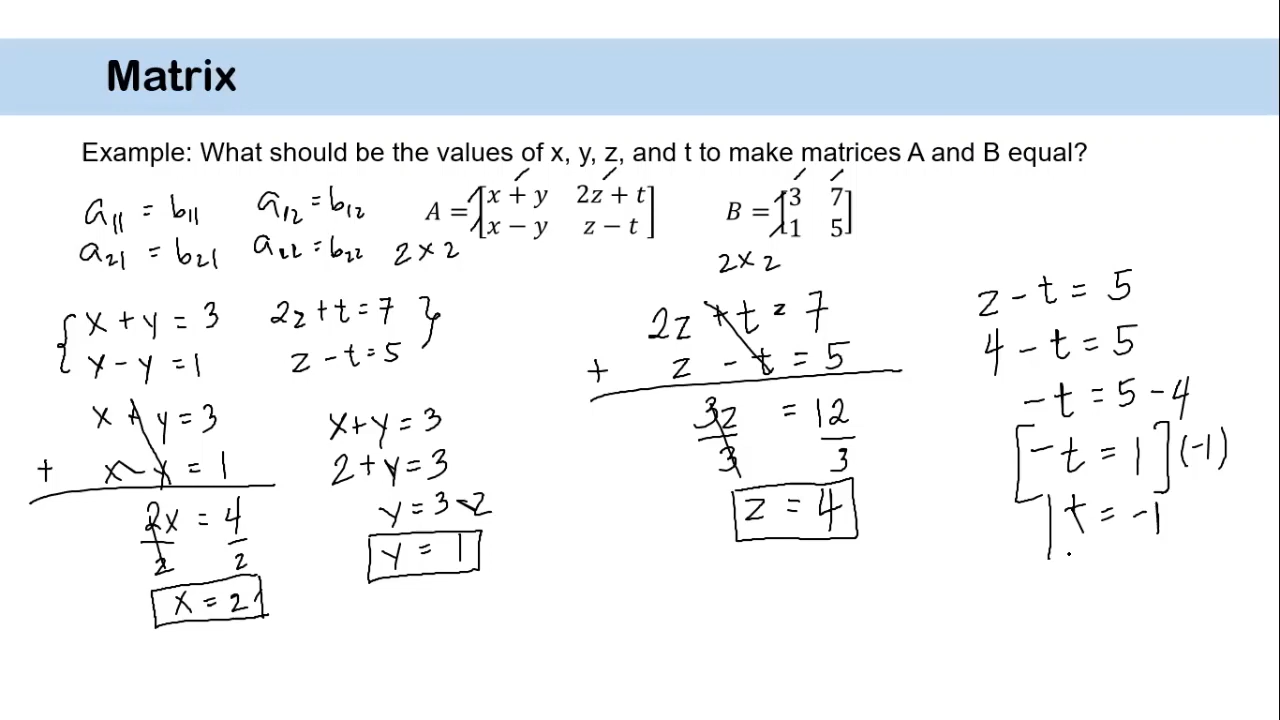 Matrix
Example: What should be the values of x, y, z, and t to make matrices A and B equal?
a11 = b11 a12 = b12
a21 = b21 a22 = b22
A = [x + y 2z + t
x − y z − t]
2 x 2
B = [3 7
1 5]
2 x 2
{ x + y = 3 2z + t = 7 }
x - y = 1 z - t = 5
x + y = 3
+ x - y = 1
2x = 4
2 2
x = 2
x + y = 3
2 + y = 3
y = 3 - 2
y = 1
2z + t = 7
+ z - t = 5
3z = 12
3 3
z = 4
z - t = 5
4 - t = 5
-t = 5 - 4
[-t = 1] (-1)
t = -1